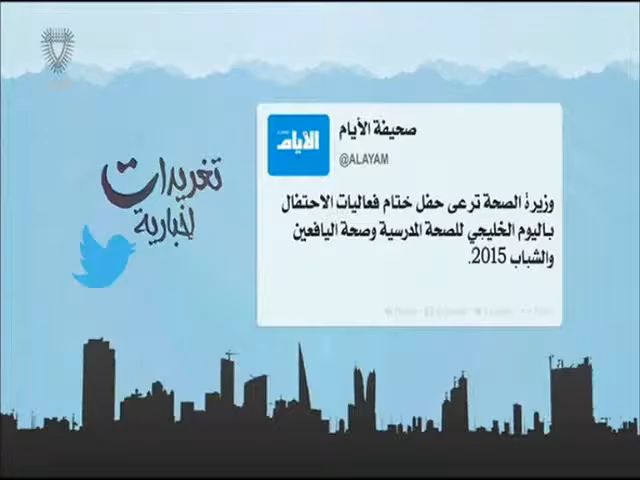 تغريدات
إخبارية
الأيام
صحيفة الأيام
@ALAYAM
وزيرة الصحة ترعى حفل ختام فعاليات الاحتفال
باليوم الخليجي للصحة المدرسية وصحة اليافعين
والشباب 2015.